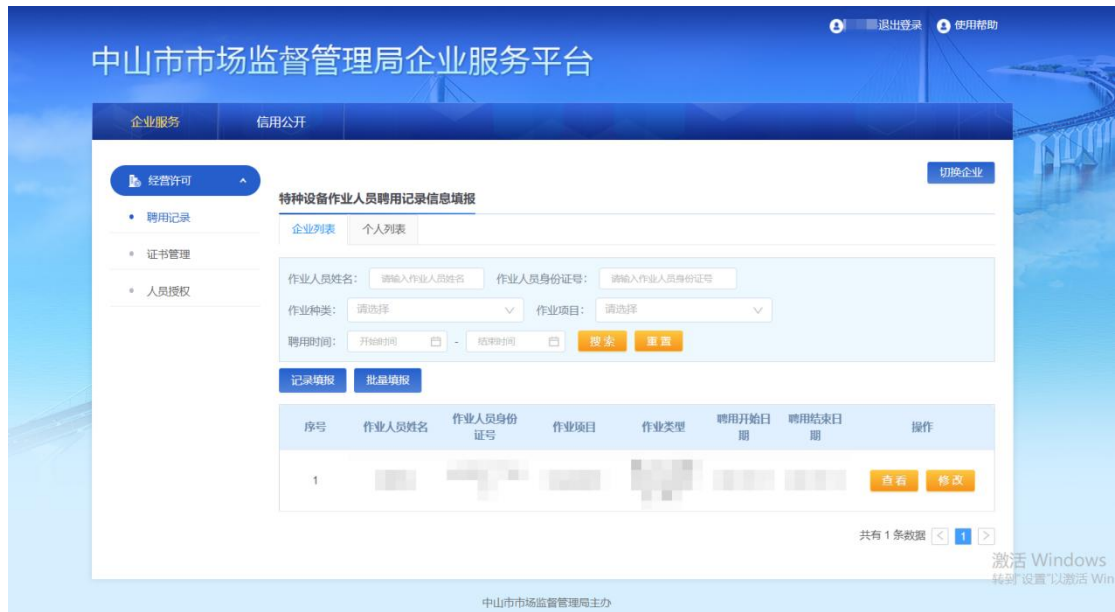 退出登录 使用帮助
中山市市场监督管理局企业服务平台
企业服务 信用公开
切换企业
经营许可
聘用记录
证书管理
人员授权
特种设备作业人员聘用记录信息填报
企业列表 个人列表
作业人员姓名： 请输入作业人员姓名 作业人员身份证号： 请输入作业人员身份证号
作业种类： 请选择 作业项目： 请选择
聘用时间： 开始时间 - 结束时间 搜索 重置
记录填报 批量填报
序号 作业人员姓名 作业人员身份证号 作业项目 作业类型 聘用开始日期 聘用结束日期 操作
1 查看 修改
共有 1 条数据 < 1 >
激活 Windows
转到"设置"以激活 Win
中山市市场监督管理局主办